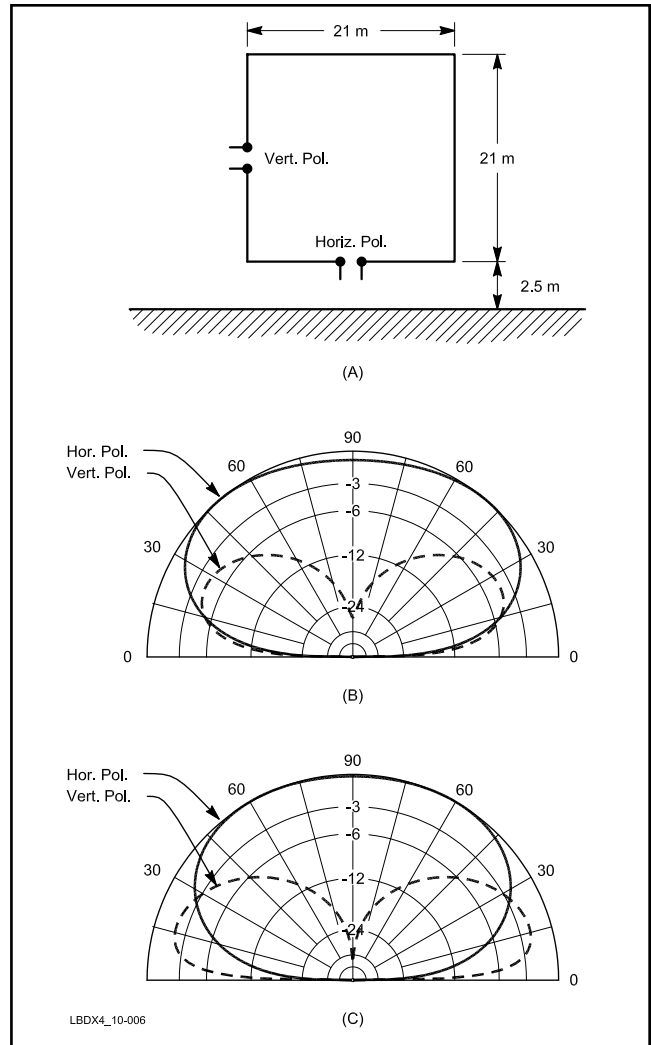 21 m
Vert. Pol.
21 m
Horiz. Pol.
2.5 m
(A)
90
Hor. Pol.
Vert. Pol.
60
60
-3
-6
30
30
-12
-24
0
0
(B)
90
Hor. Pol.
Vert. Pol.
60
60
-3
-6
30
30
-12
-24
0
0
LBDX4_10-006
(C)